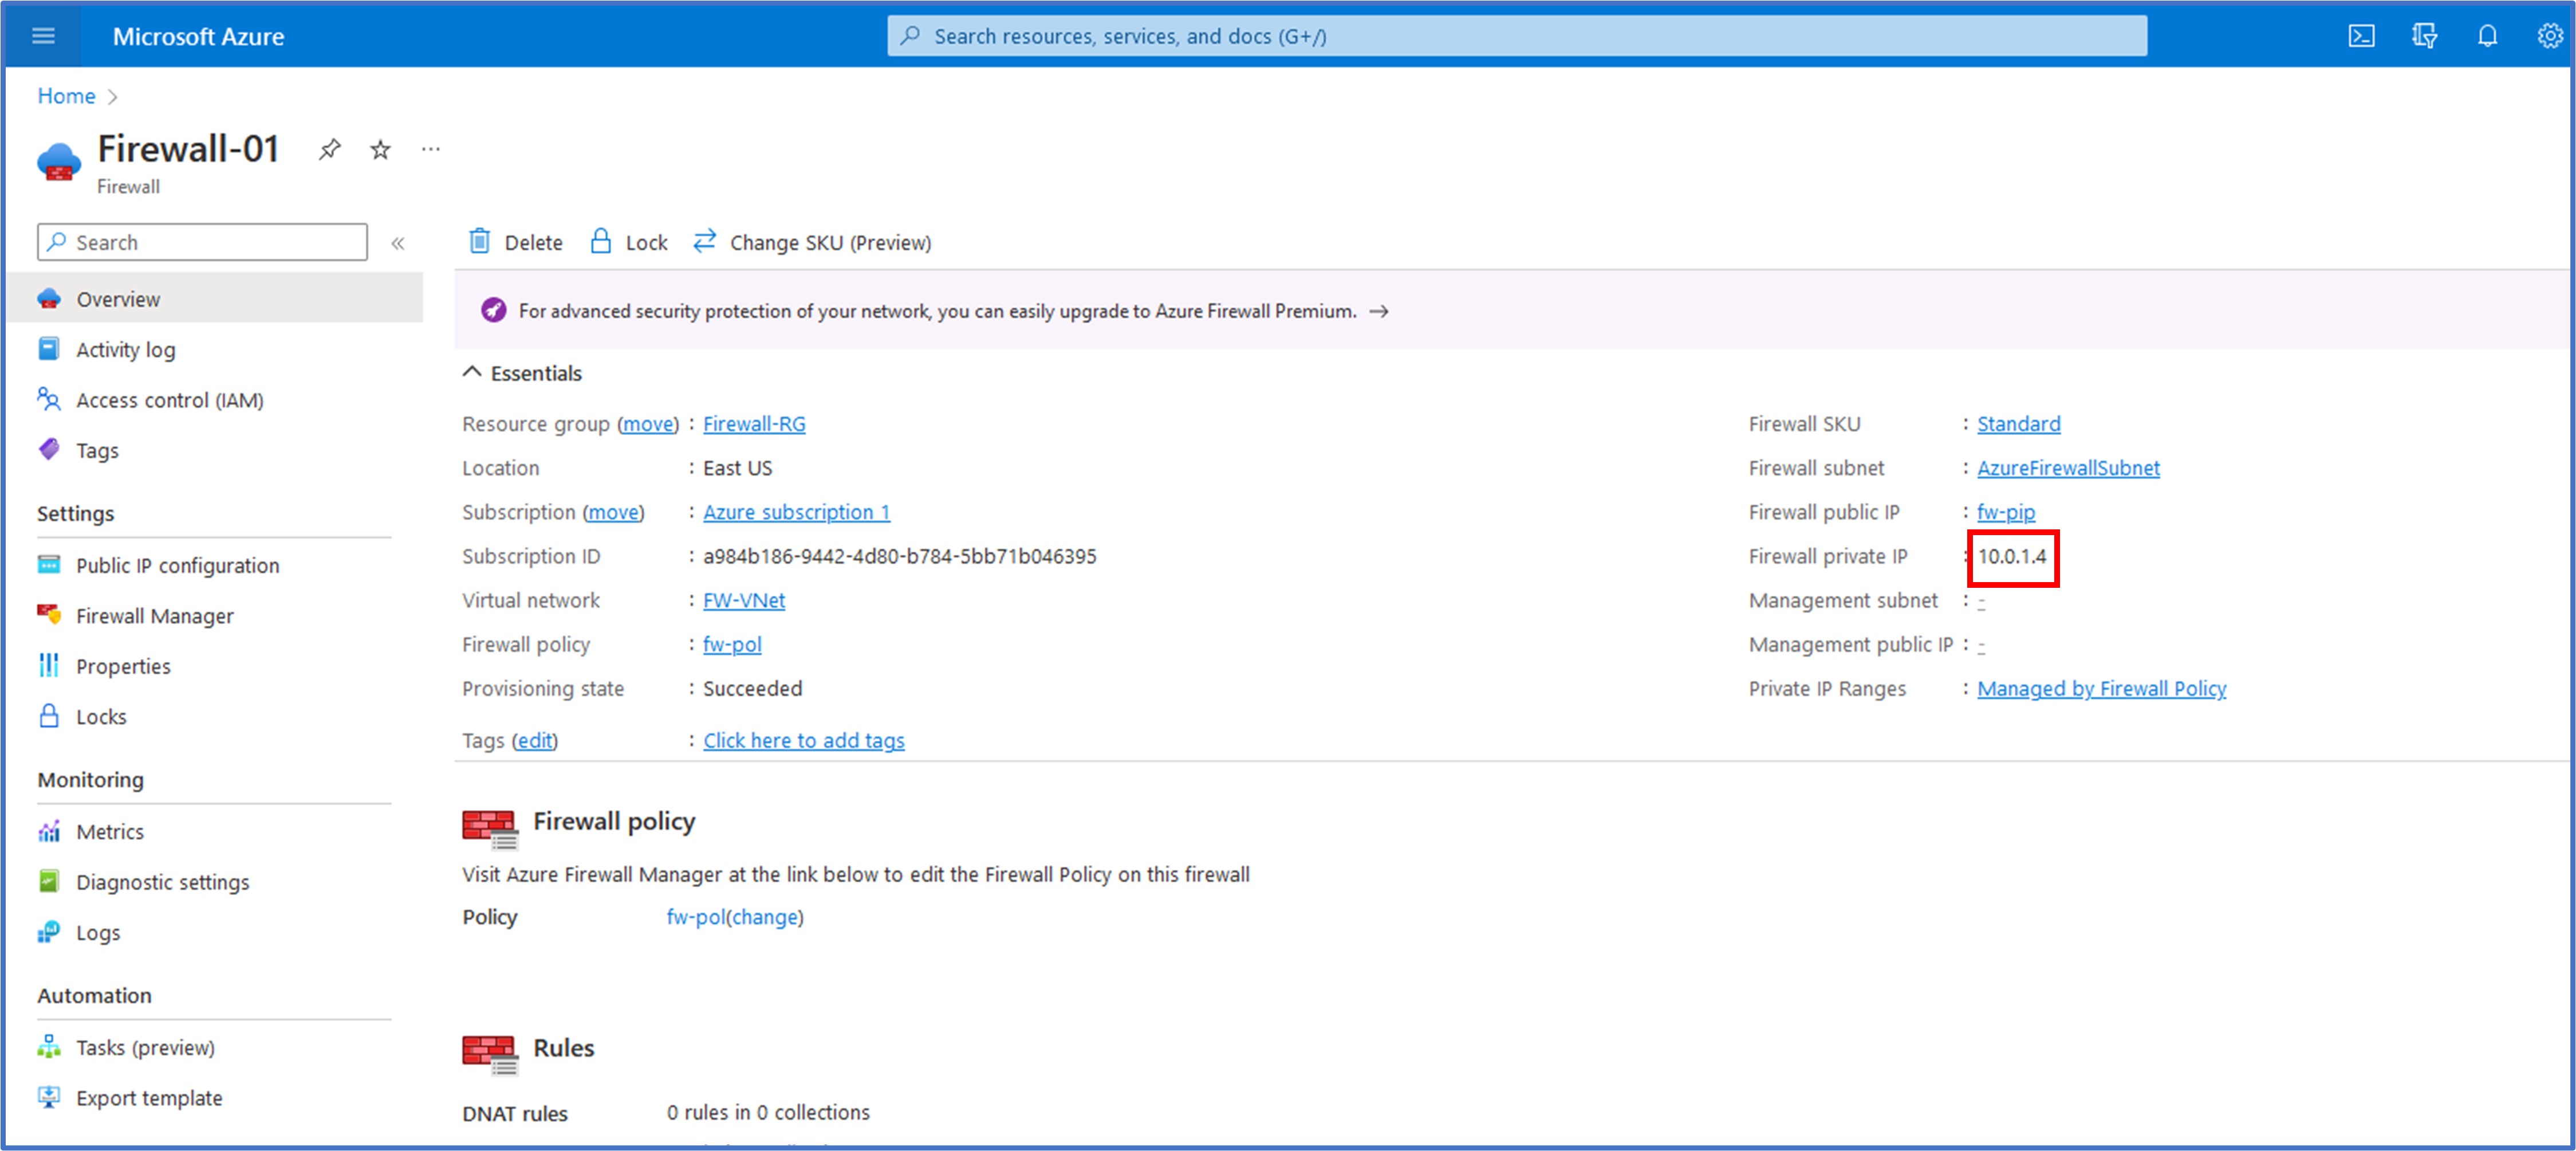 Microsoft Azure
Search resources, services, and docs (G+/)
Home
Firewall-01
Firewall
Search
Overview
Activity log
Access control (IAM)
Tags
Settings
Public IP configuration
Firewall Manager
Properties
Locks
Monitoring
Metrics
Diagnostic settings
Logs
Automation
Tasks (preview)
Export template
Delete Lock Change SKU (Preview)
For advanced security protection of your network, you can easily upgrade to Azure Firewall Premium. →
Essentials
Resource group (move) : Firewall-RG
Location : East US
Subscription (move) : Azure subscription 1
Subscription ID : a984b186-9442-4d80-b784-5bb71b046395
Virtual network : FW-VNet
Firewall policy : fw-pol
Provisioning state : Succeeded
Tags (edit) : Click here to add tags
Firewall SKU : Standard
Firewall subnet : AzureFirewallSubnet
Firewall public IP : fw-pip
Firewall private IP : 10.0.1.4
Management subnet : -
Management public IP : -
Private IP Ranges : Managed by Firewall Policy
Firewall policy
Visit Azure Firewall Manager at the link below to edit the Firewall Policy on this firewall
Policy fw-pol(change)
Rules
DNAT rules 0 rules in 0 collections